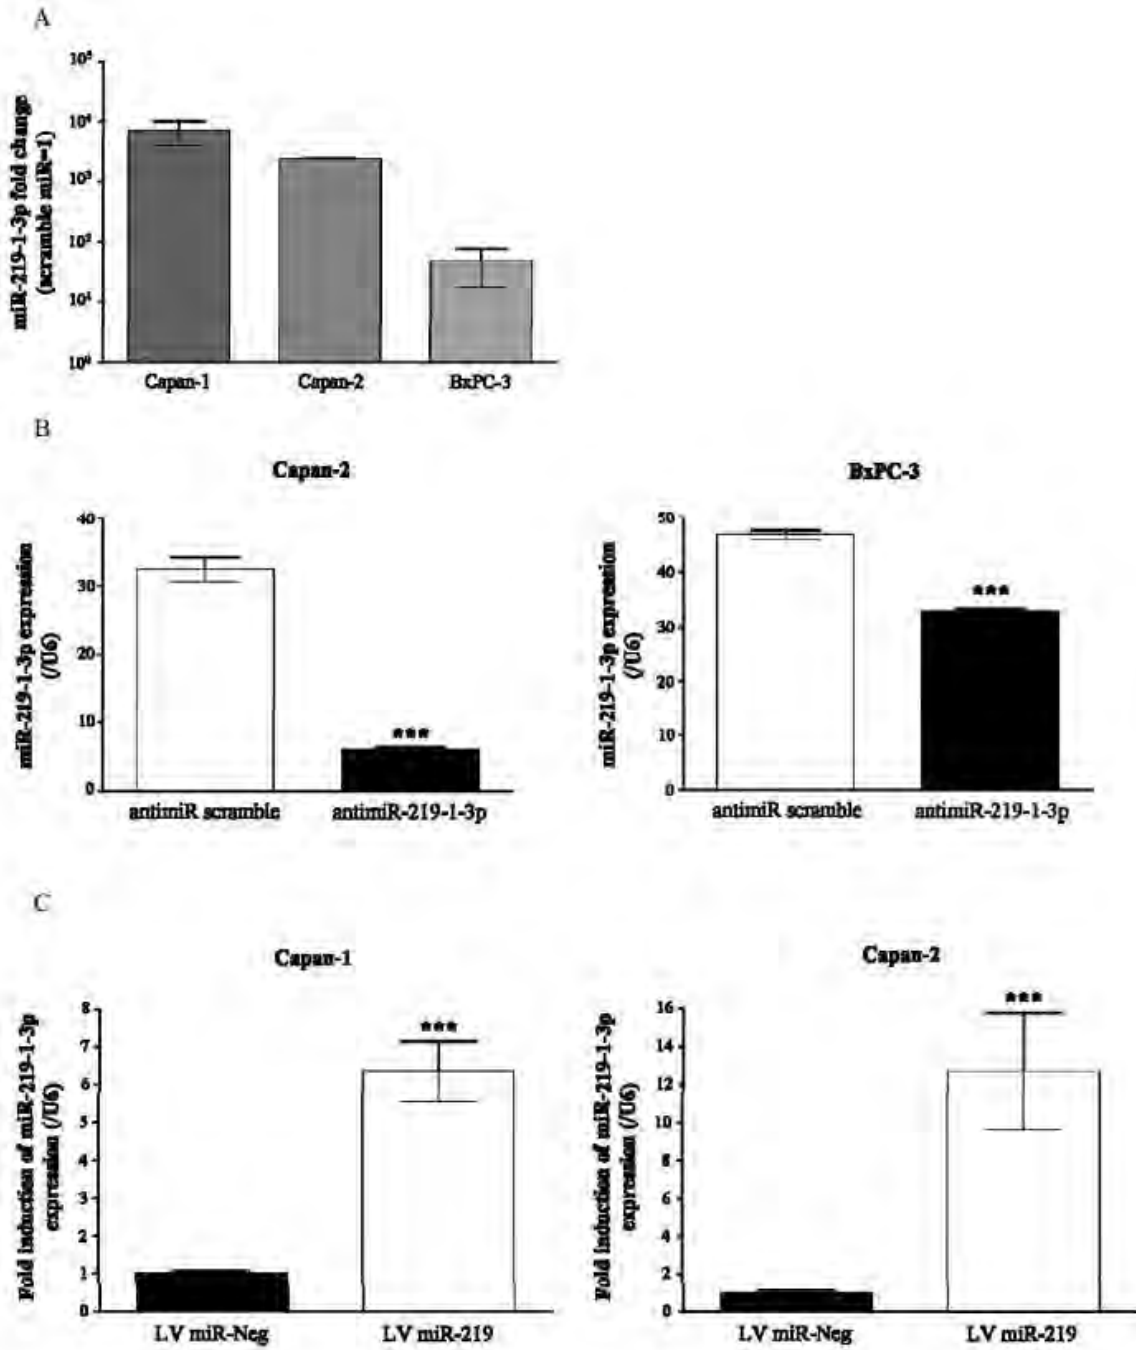 A
miR-219-1-3p fold change
(scramble miR=1)
10⁵
10⁴
10³
10²
10¹
10⁰
Capan-1 Capan-2 BxPC-3
B
Capan-2
miR-219-1-3p expression
(/U6)
40
30
20
10
0
***
antimiR scramble antimiR-219-1-3p
BxPC-3
miR-219-1-3p expression
(/U6)
50
40
30
20
10
0
***
antimiR scramble antimiR-219-1-3p
C
Capan-1
Fold induction of miR-219-1-3p
expression (/U6)
8
7
6
5
4
3
2
1
0
***
LV miR-Neg LV miR-219
Capan-2
Fold induction of miR-219-1-3p
expression (/U6)
16
14
12
10
8
6
4
2
0
***
LV miR-Neg LV miR-219